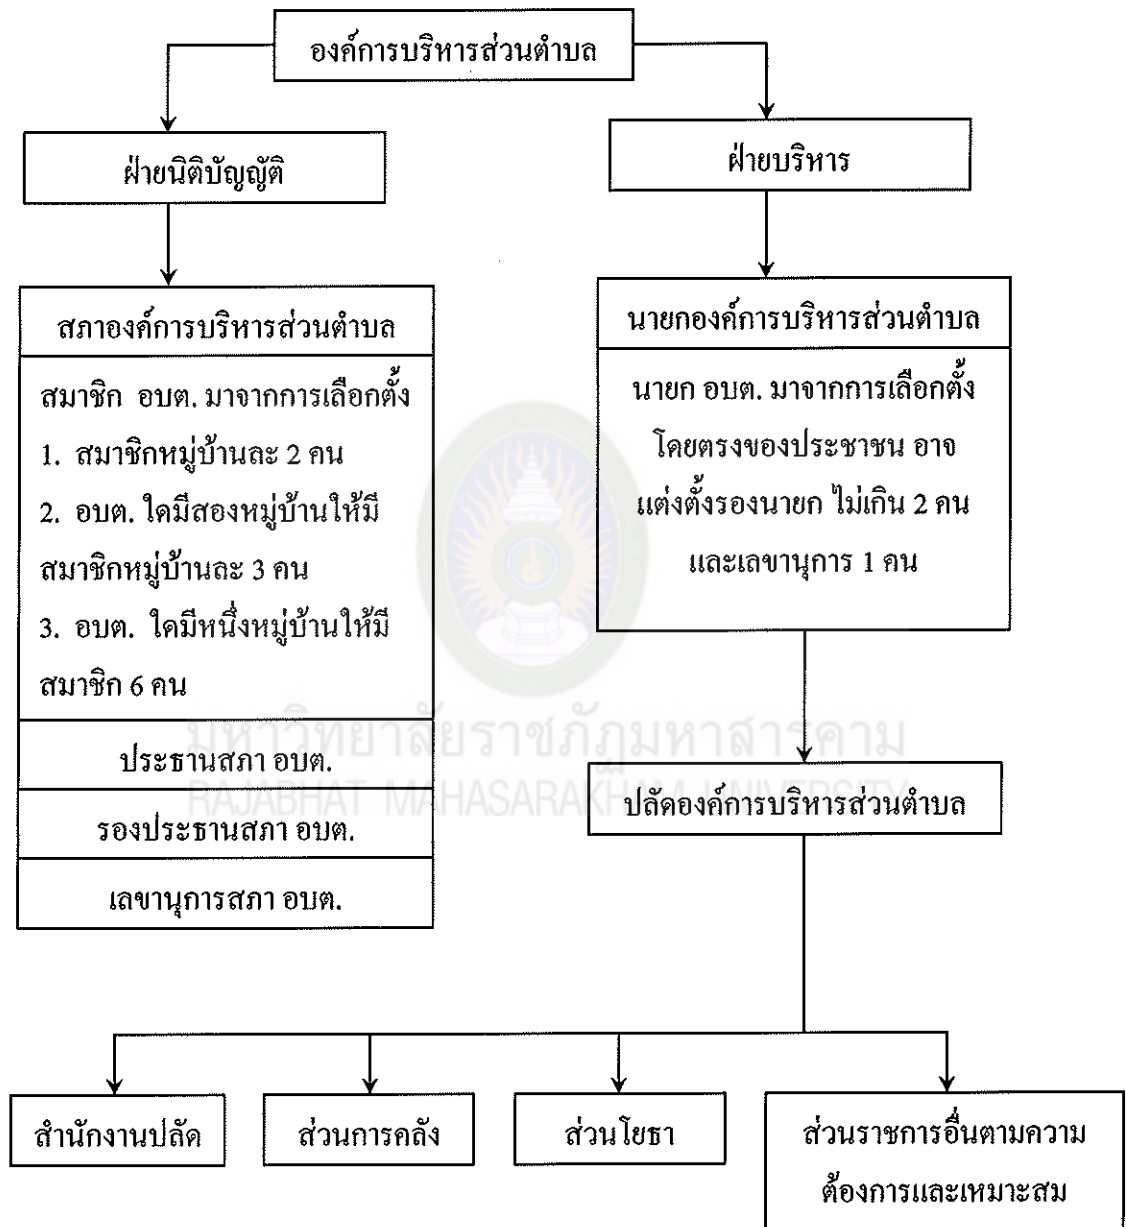 องค์การบริหารส่วนตำบล
ฝ่ายนิติบัญญัติ
ฝ่ายบริหาร
สภาองค์การบริหารส่วนตำบล
สมาชิก อบต. มาจากการเลือกตั้ง
1. สมาชิกหมู่บ้านละ 2 คน
2. อบต. ใดมีสองหมู่บ้านให้มี
สมาชิกหมู่บ้านละ 3 คน
3. อบต. ใดมีหนึ่งหมู่บ้านให้มี
สมาชิก 6 คน
ประธานสภา อบต.
รองประธานสภา อบต.
เลขานุการสภา อบต.
นายกองค์การบริหารส่วนตำบล
นายก อบต. มาจากการเลือกตั้ง
โดยตรงของประชาชน อาจ
แต่งตั้งรองนายก ไม่เกิน 2 คน
และเลขานุการ 1 คน
มหาวิทยาลัยราชภัฏมหาสารคาม
RAJABHAT MAHASARAKHAM UNIVERSITY
ปลัดองค์การบริหารส่วนตำบล
สำนักงานปลัด
ส่วนการคลัง
ส่วนโยธา
ส่วนราชการอื่นตามความ
ต้องการและเหมาะสม